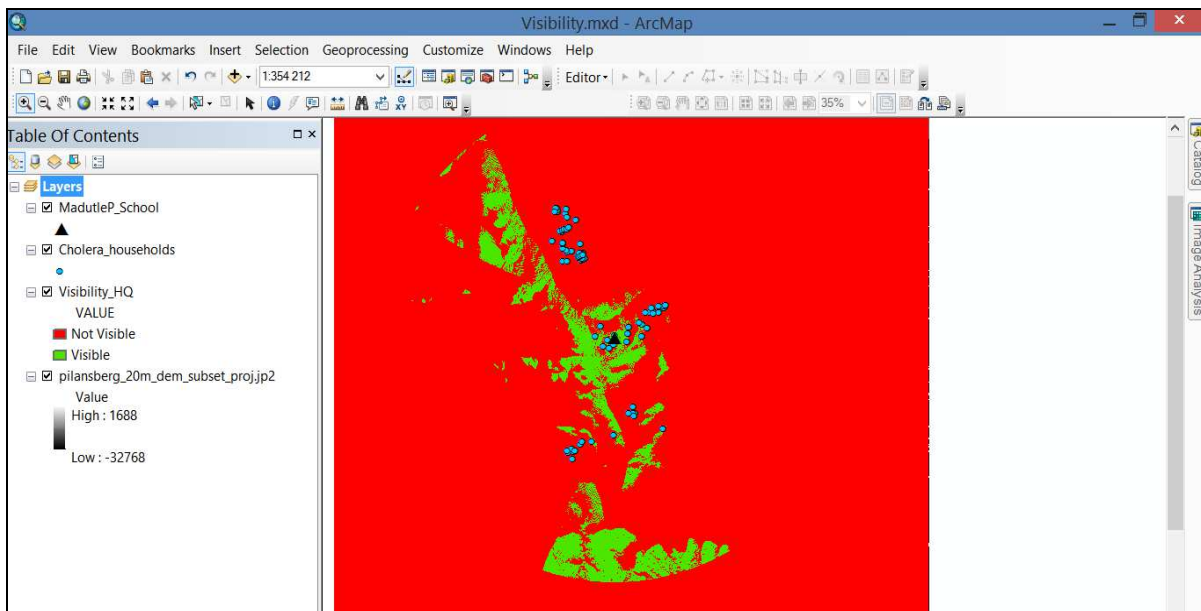 Visibility.mxd - ArcMap
File Edit View Bookmarks Insert Selection Geoprocessing Customize Windows Help
1:354 212
Editor
35%
Table Of Contents
Layers
MadutleP_School
Cholera_households
Visibility_HQ
VALUE
Not Visible
Visible
pilansberg_20m_dem_subset_proj.jp2
Value
High : 1688
Low : -32768
Catalog
Image Analysis